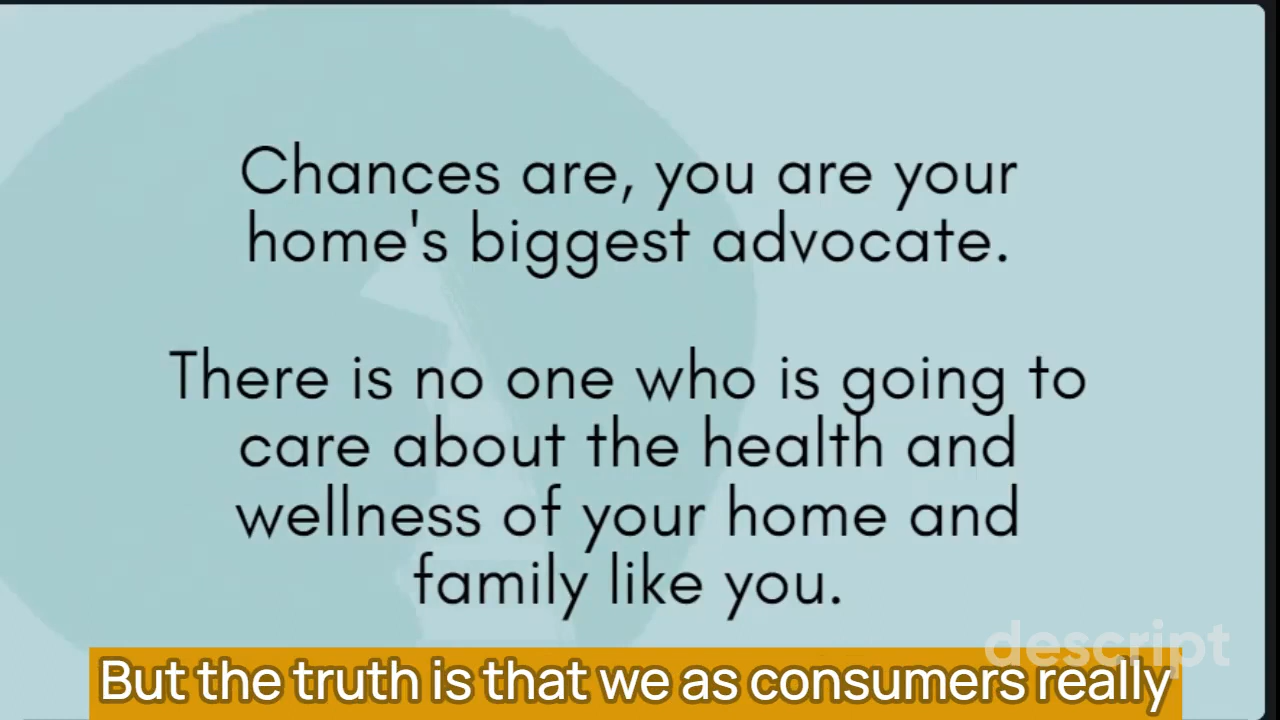 Chances are, you are your
home's biggest advocate.
There is no one who is going to
care about the health and
wellness of your home and
family like you.
descript
But the truth is that we as consumers really